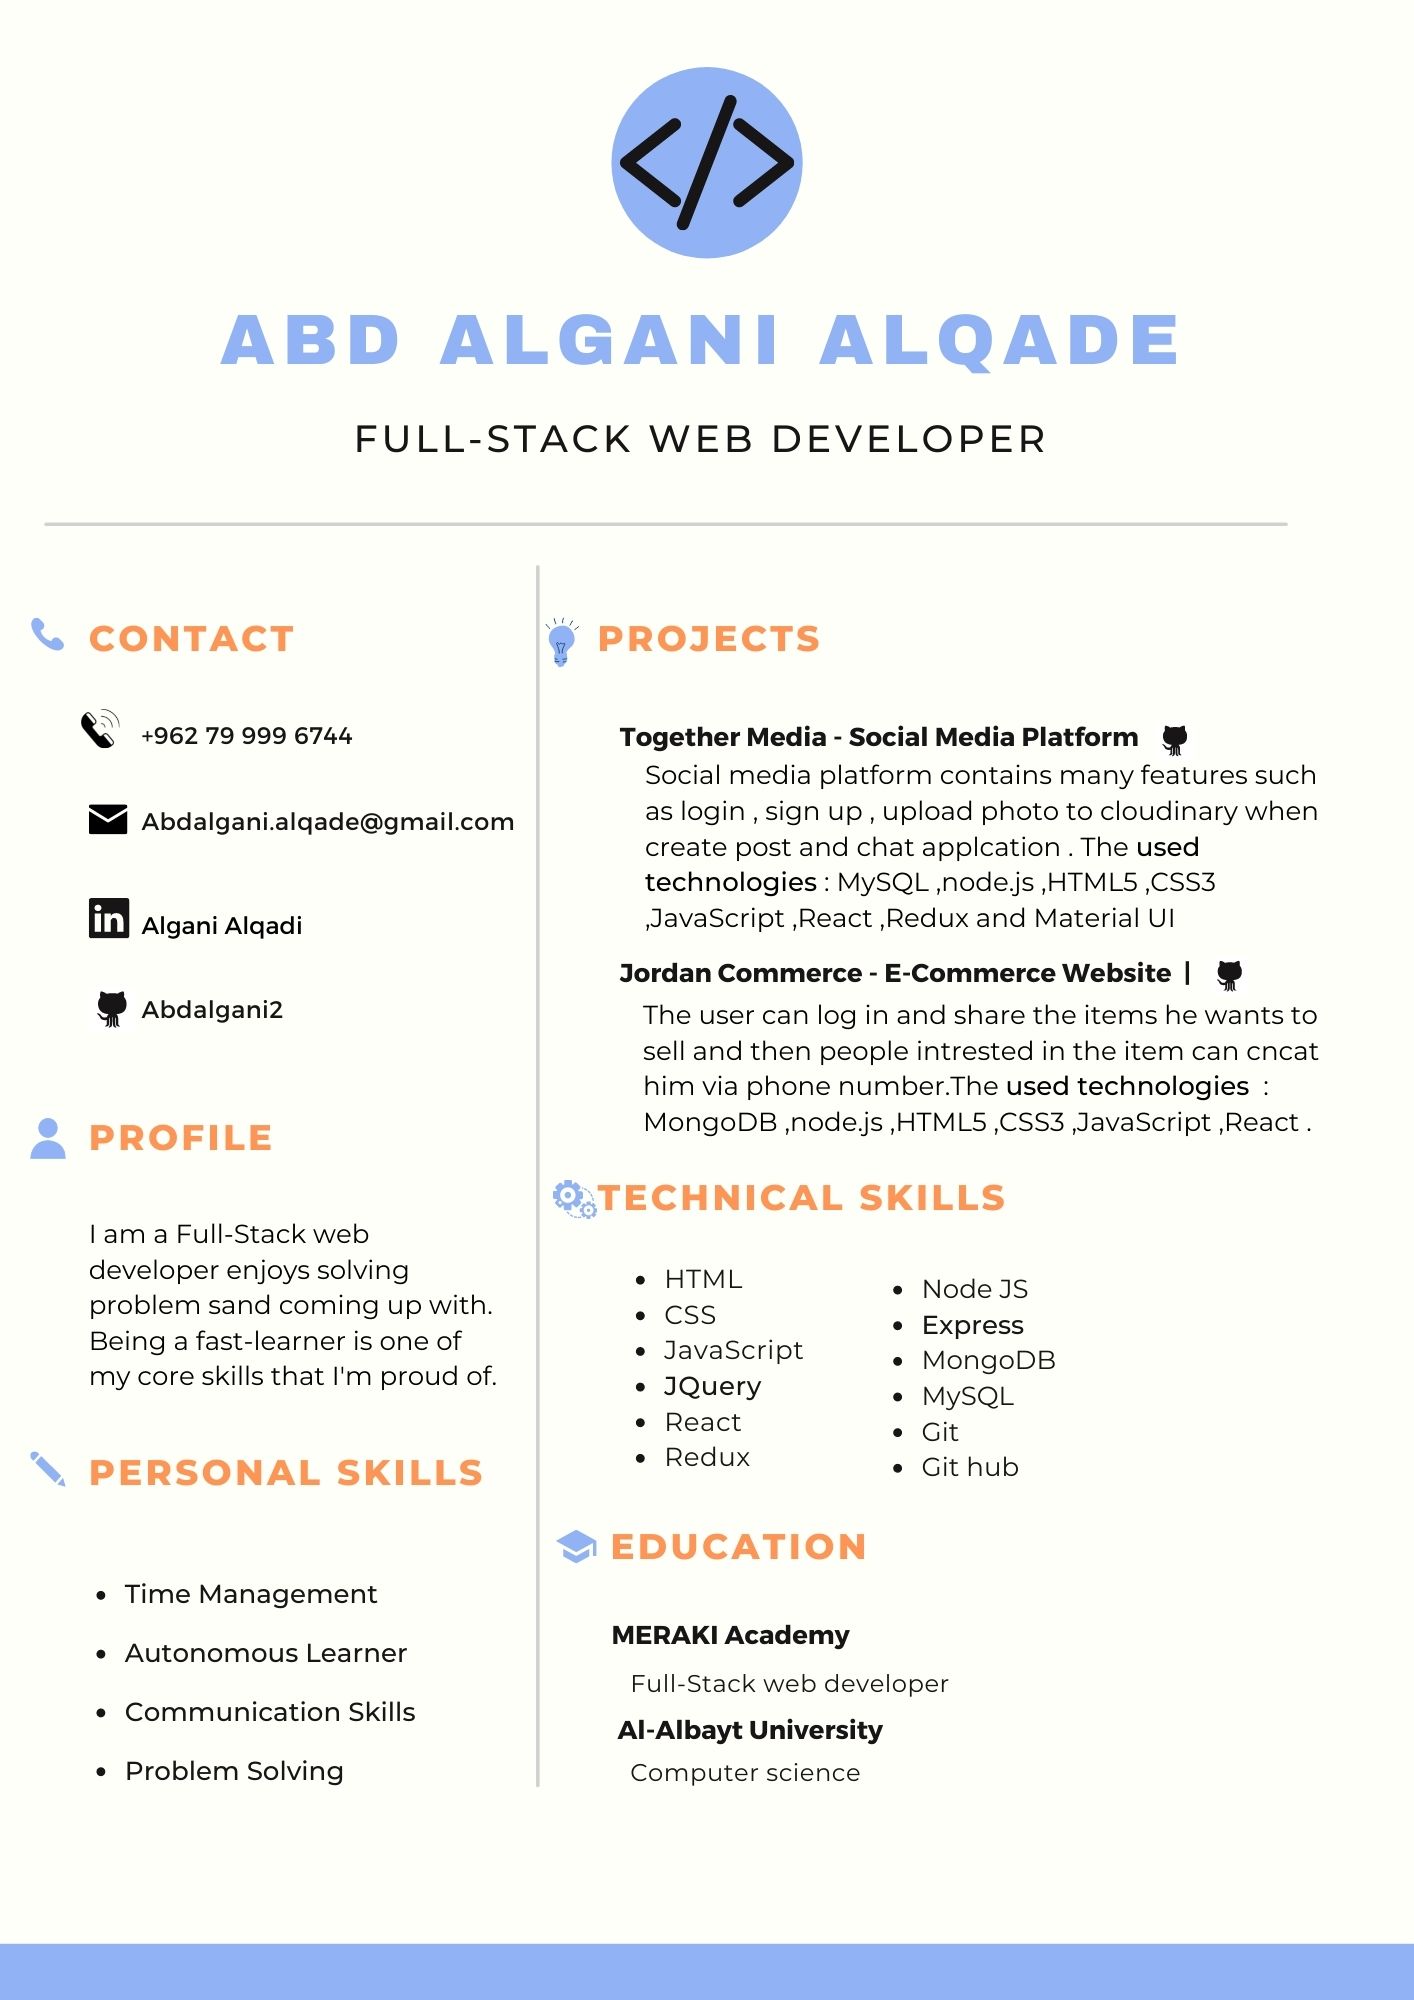 ABD ALGANI ALQADE
FULL-STACK WEB DEVELOPER
CONTACT
+962 79 999 6744
Abdalgani.alqade@gmail.com
Algani Alqadi
Abdalgani2
PROFILE
I am a Full-Stack web
developer enjoys solving
problem sand coming up with.
Being a fast-learner is one of
my core skills that I'm proud of.
PERSONAL SKILLS
• Time Management
• Autonomous Learner
• Communication Skills
• Problem Solving
PROJECTS
Together Media - Social Media Platform
Social media platform contains many features such
as login , sign up , upload photo to cloudinary when
create post and chat applcation . The used
technologies : MySQL ,node.js ,HTML5 ,CSS3
,JavaScript ,React ,Redux and Material UI
Jordan Commerce - E-Commerce Website |
The user can log in and share the items he wants to
sell and then people intrested in the item can cncat
him via phone number.The used technologies :
MongoDB ,node.js ,HTML5 ,CSS3 ,JavaScript ,React .
TECHNICAL SKILLS
• HTML
• CSS
• JavaScript
• JQuery
• React
• Redux
• Node JS
• Express
• MongoDB
• MySQL
• Git
• Git hub
EDUCATION
MERAKI Academy
Full-Stack web developer
Al-Albayt University
Computer science